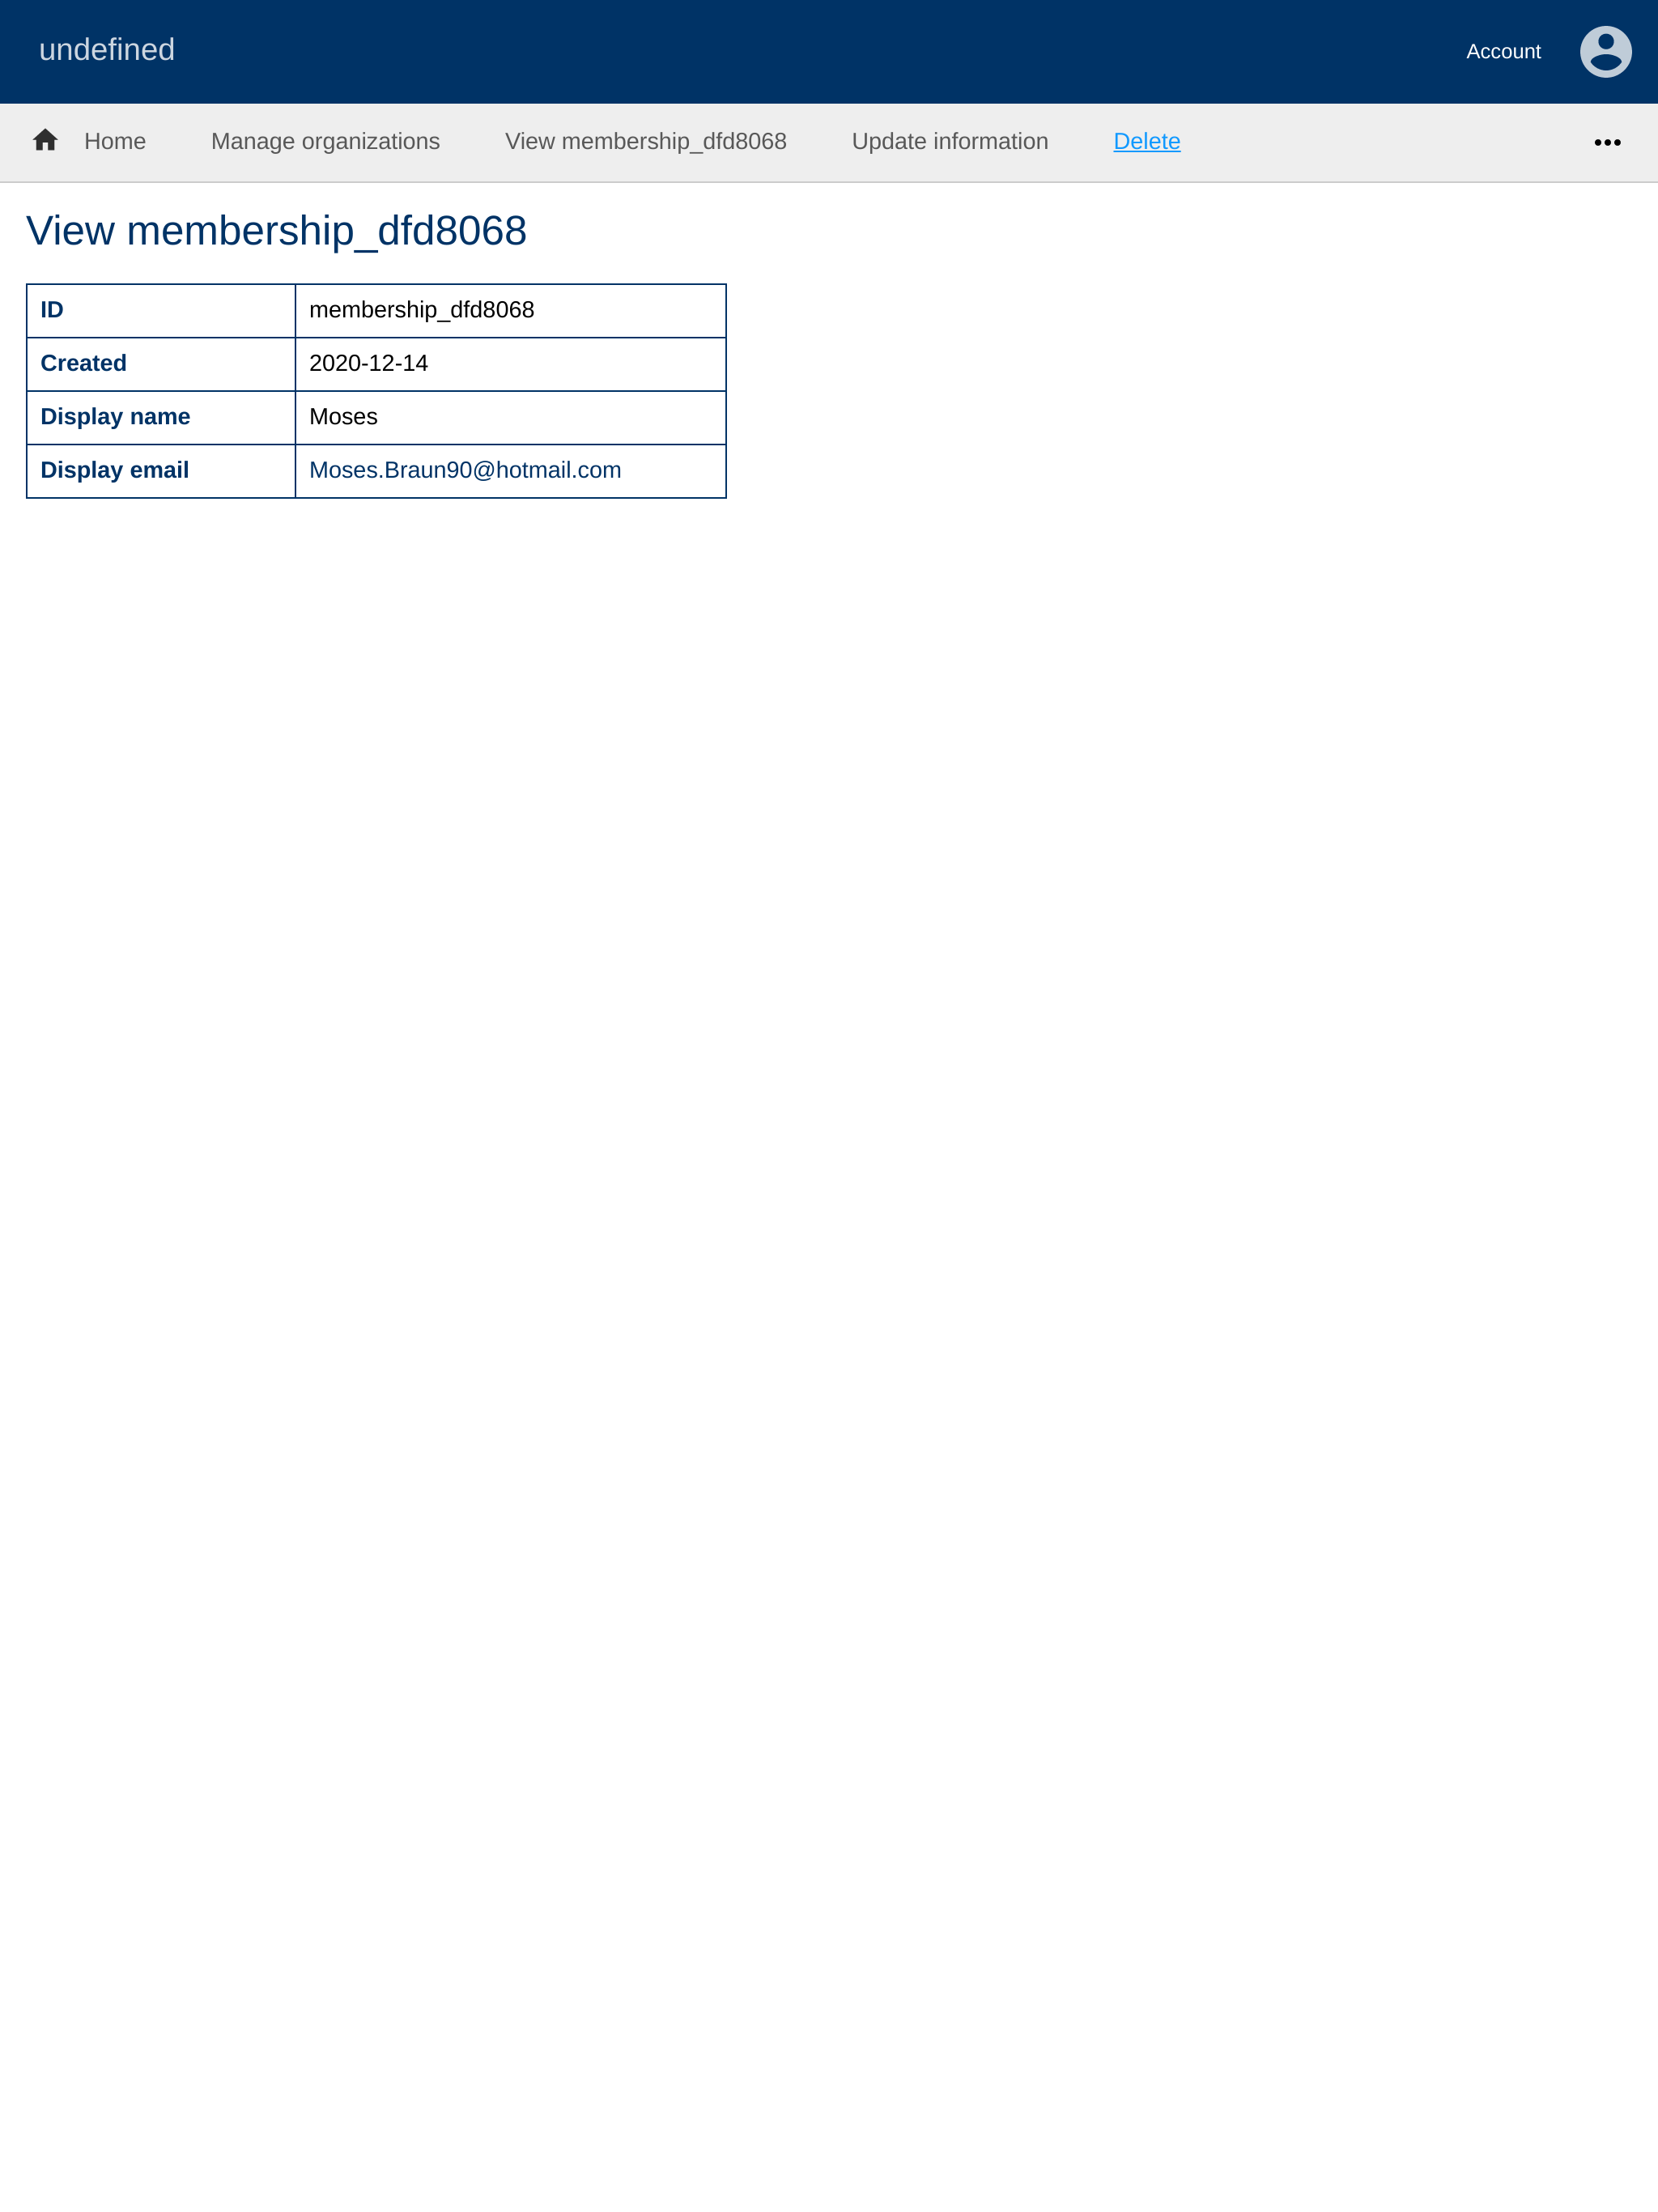 undefined
Account
Home Manage organizations View membership_dfd8068 Update information Delete
View membership_dfd8068
ID membership_dfd8068
Created 2020-12-14
Display name Moses
Display email Moses.Braun90@hotmail.com